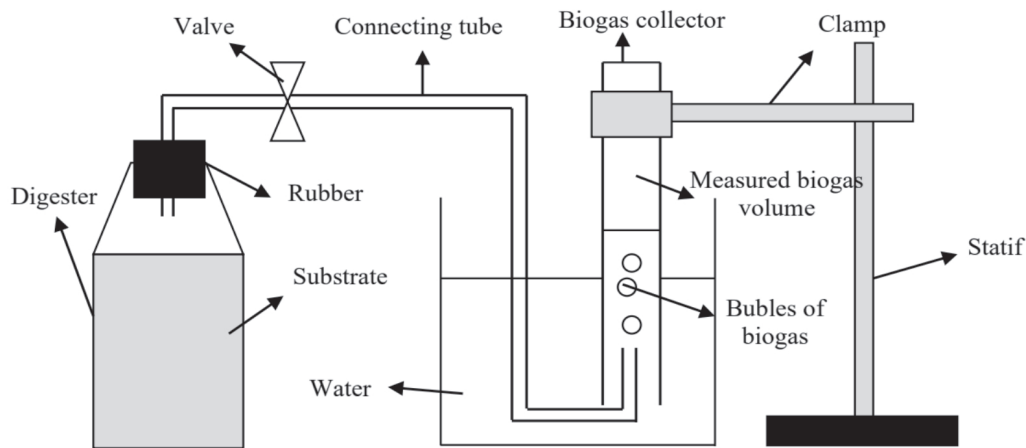 Valve
Connecting tube
Biogas collector
Clamp
Digester
Rubber
Measured biogas
volume
Statif
Substrate
Bubles of
biogas
Water